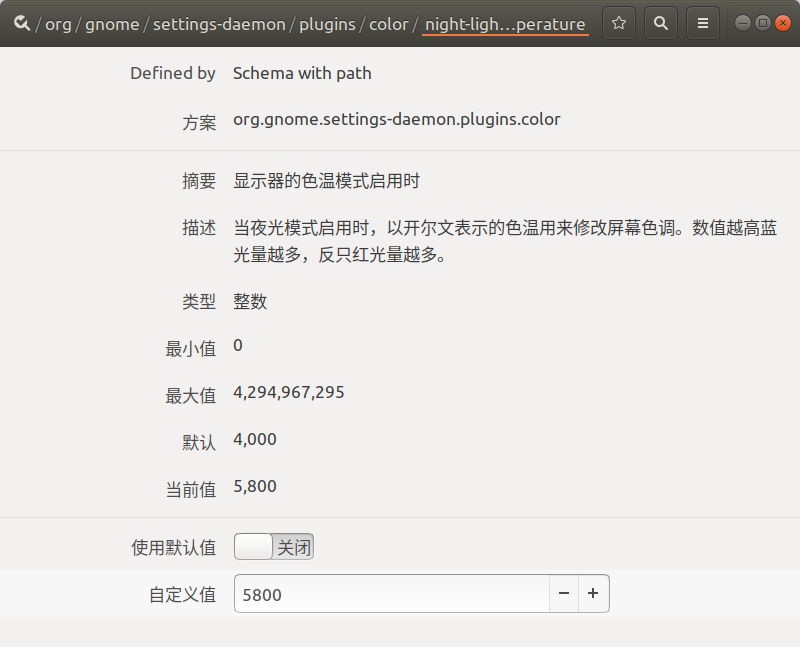 / org / gnome / settings-daemon / plugins / color / night-ligh…perature
Defined by Schema with path
方案 org.gnome.settings-daemon.plugins.color
摘要 显示器的色温模式启用时
描述 当夜光模式启用时，以开尔文表示的色温用来修改屏幕色调。数值越高蓝
光量越多，反只红光量越多。
类型 整数
最小值 0
最大值 4,294,967,295
默认 4,000
当前值 5,800
使用默认值 关闭
自定义值 5800 − +